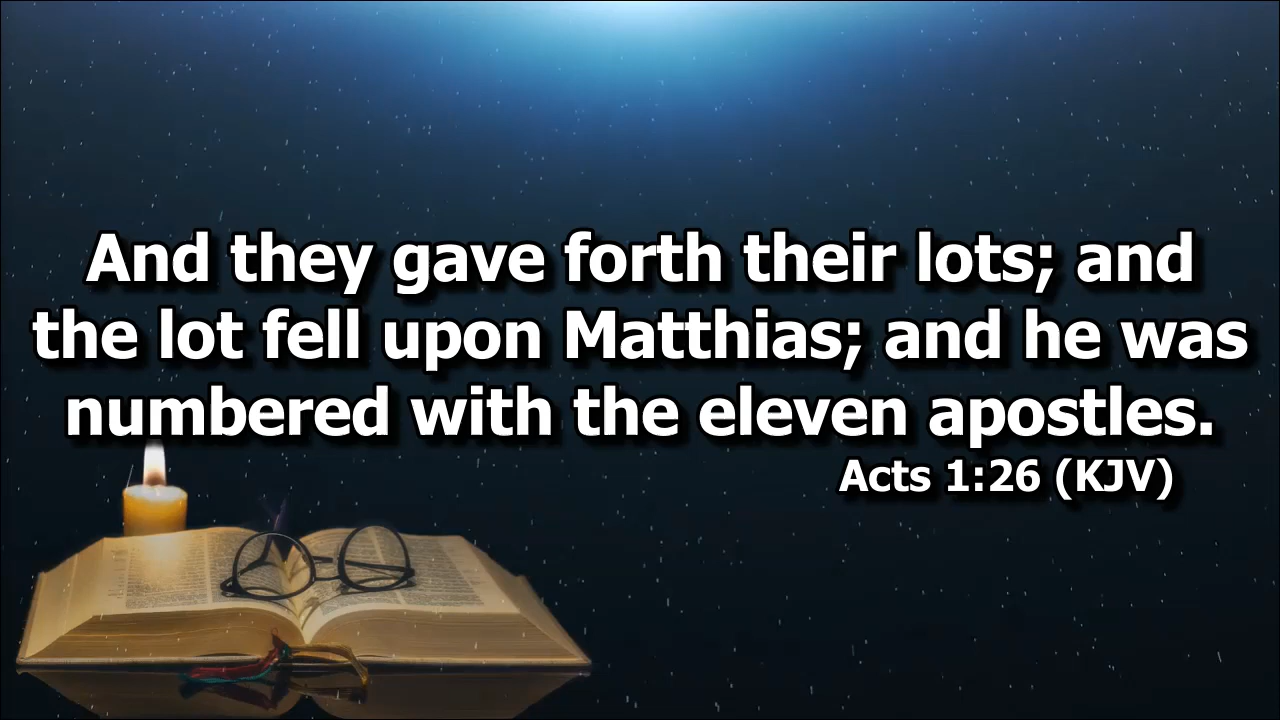 And they gave forth their lots; and
the lot fell upon Matthias; and he was
numbered with the eleven apostles.
Acts 1:26 (KJV)